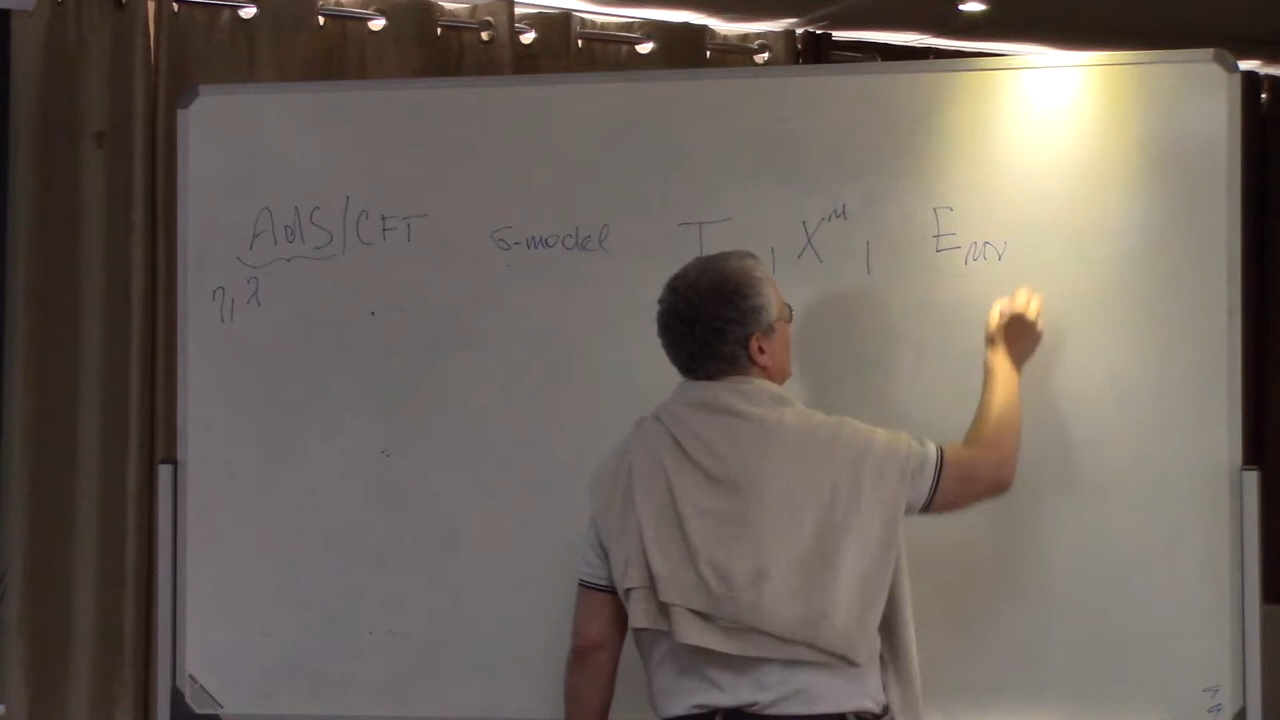 AdS/CFT σ-model T , X^μ , E_μν
η, λ